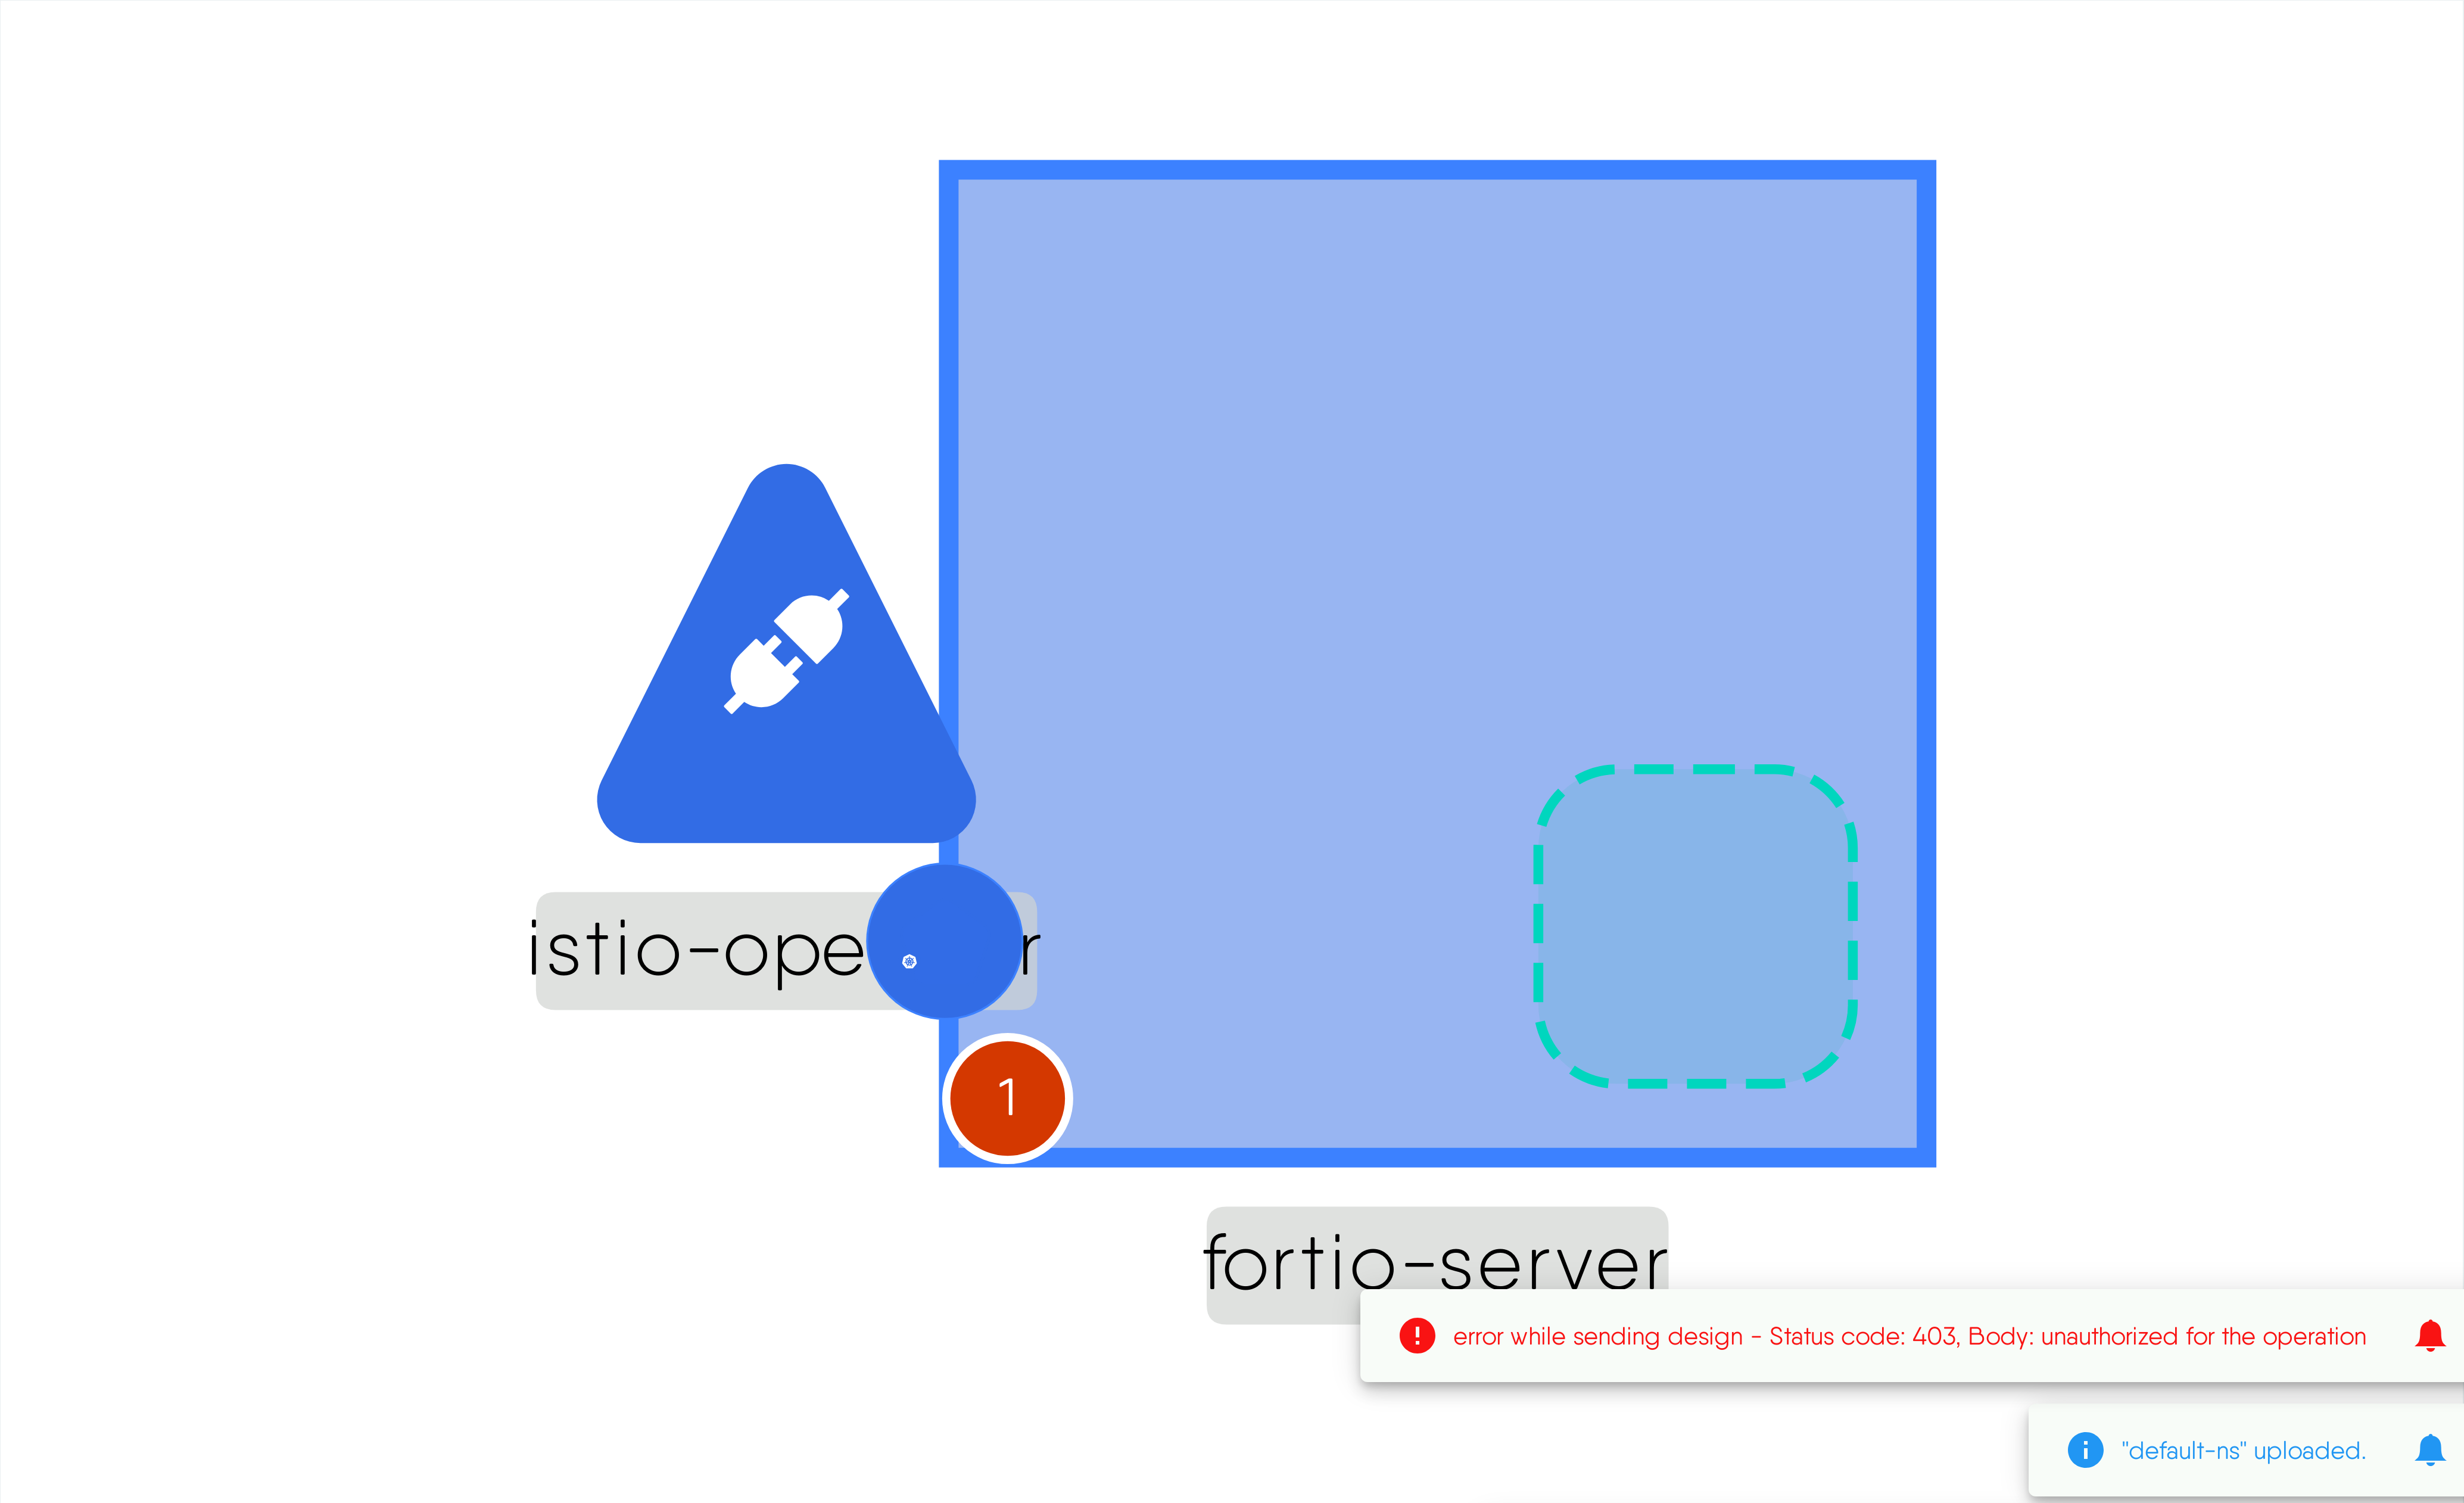 istio-ope r
1
fortio-server
error while sending design - Status code: 403, Body: unauthorized for the operation
"default-ns" uploaded.